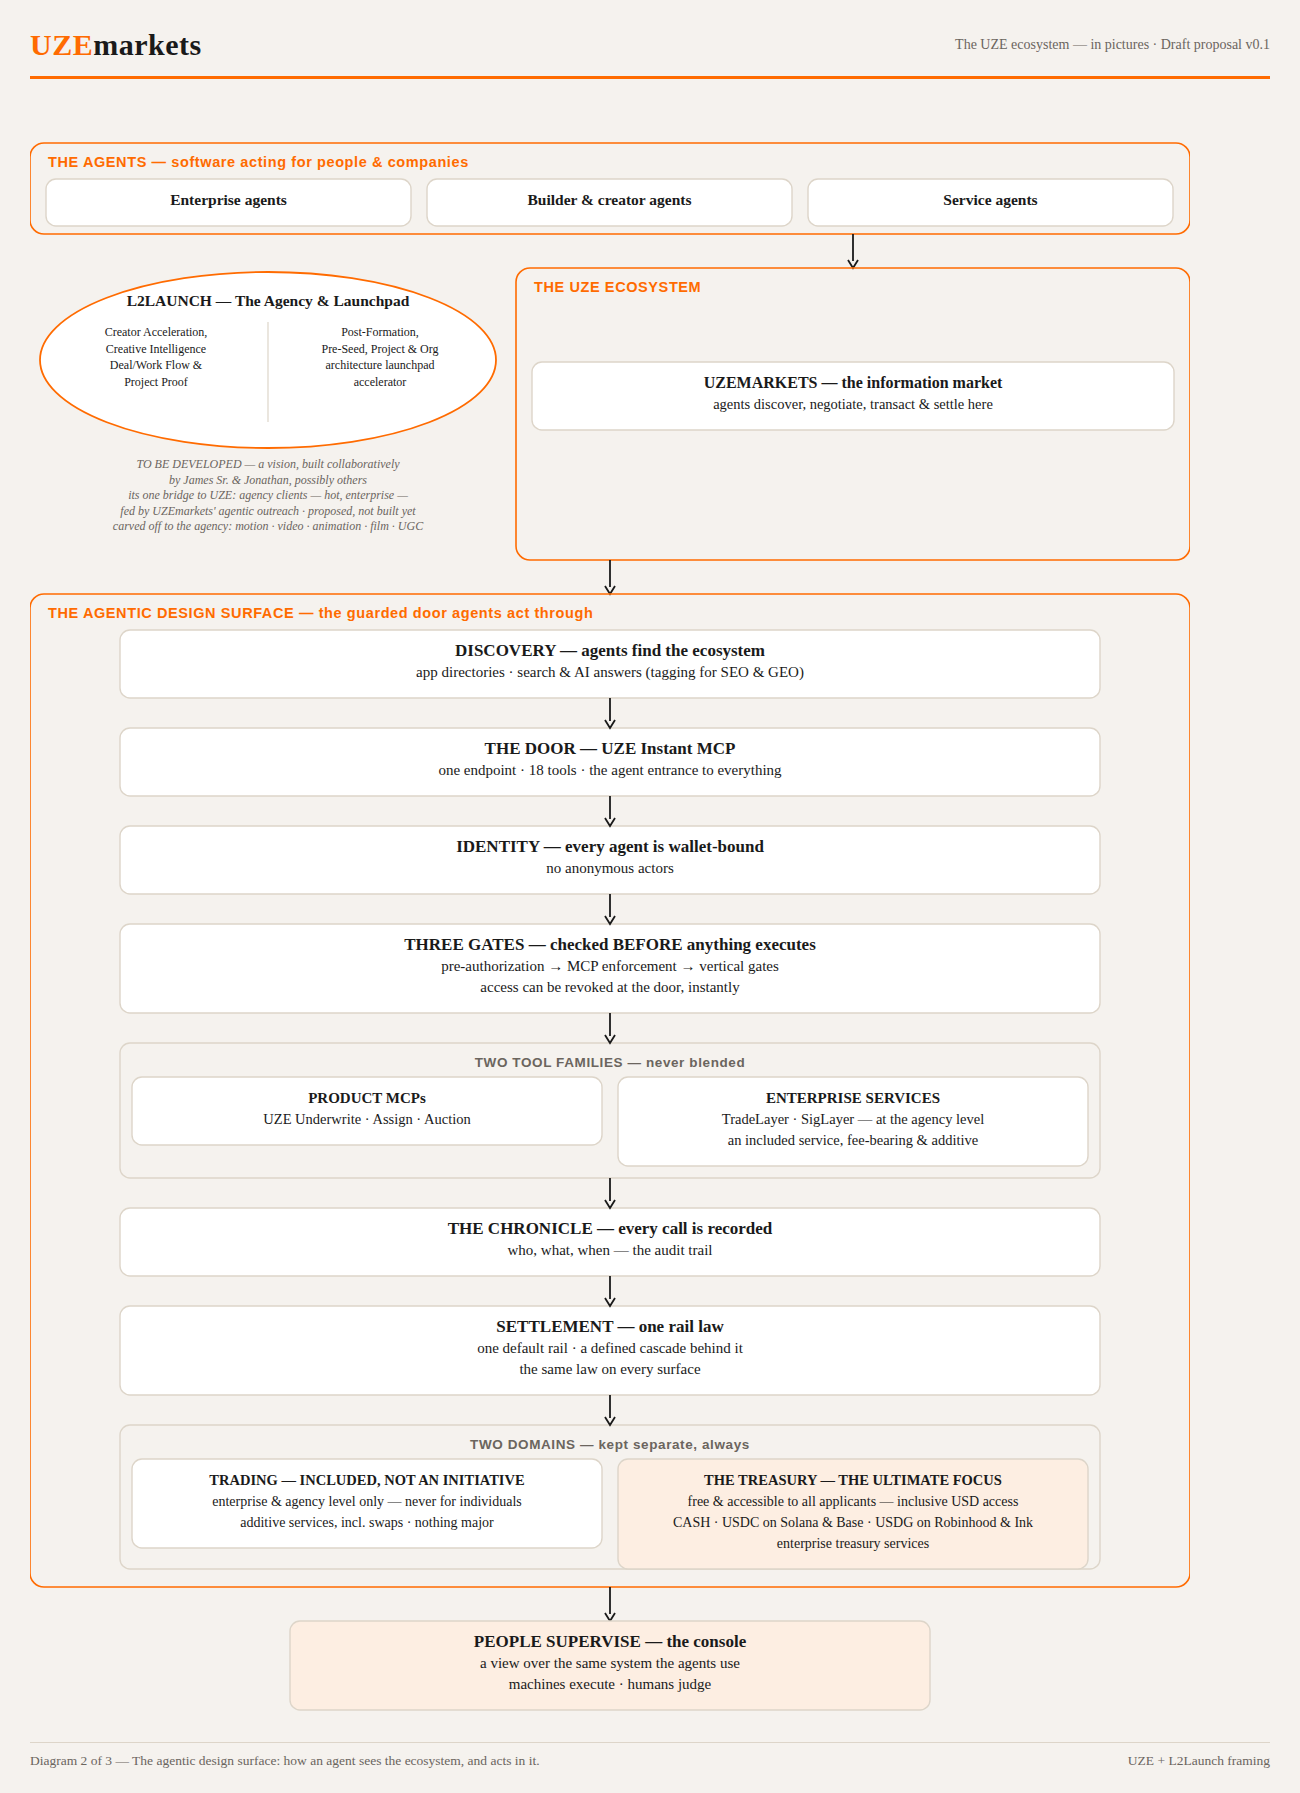 UZEmarkets
The UZE ecosystem — in pictures · Draft proposal v0.1
THE AGENTS — software acting for people & companies
Enterprise agents
Builder & creator agents
Service agents
L2LAUNCH — The Agency & Launchpad
Creator Acceleration,
Creative Intelligence
Deal/Work Flow &
Project Proof
Post-Formation,
Pre-Seed, Project & Org
architecture launchpad
accelerator
TO BE DEVELOPED — a vision, built collaboratively
by James Sr. & Jonathan, possibly others
its one bridge to UZE: agency clients — hot, enterprise —
fed by UZEmarkets' agentic outreach · proposed, not built yet
carved off to the agency: motion · video · animation · film · UGC
THE UZE ECOSYSTEM
UZEMARKETS — the information market
agents discover, negotiate, transact & settle here
THE AGENTIC DESIGN SURFACE — the guarded door agents act through
DISCOVERY — agents find the ecosystem
app directories · search & AI answers (tagging for SEO & GEO)
THE DOOR — UZE Instant MCP
one endpoint · 18 tools · the agent entrance to everything
IDENTITY — every agent is wallet-bound
no anonymous actors
THREE GATES — checked BEFORE anything executes
pre-authorization → MCP enforcement → vertical gates
access can be revoked at the door, instantly
TWO TOOL FAMILIES — never blended
PRODUCT MCPs
UZE Underwrite · Assign · Auction
ENTERPRISE SERVICES
TradeLayer · SigLayer — at the agency level
an included service, fee-bearing & additive
THE CHRONICLE — every call is recorded
who, what, when — the audit trail
SETTLEMENT — one rail law
one default rail · a defined cascade behind it
the same law on every surface
TWO DOMAINS — kept separate, always
TRADING — INCLUDED, NOT AN INITIATIVE
enterprise & agency level only — never for individuals
additive services, incl. swaps · nothing major
THE TREASURY — THE ULTIMATE FOCUS
free & accessible to all applicants — inclusive USD access
CASH · USDC on Solana & Base · USDG on Robinhood & Ink
enterprise treasury services
PEOPLE SUPERVISE — the console
a view over the same system the agents use
machines execute · humans judge
Diagram 2 of 3 — The agentic design surface: how an agent sees the ecosystem, and acts in it.
UZE + L2Launch framing